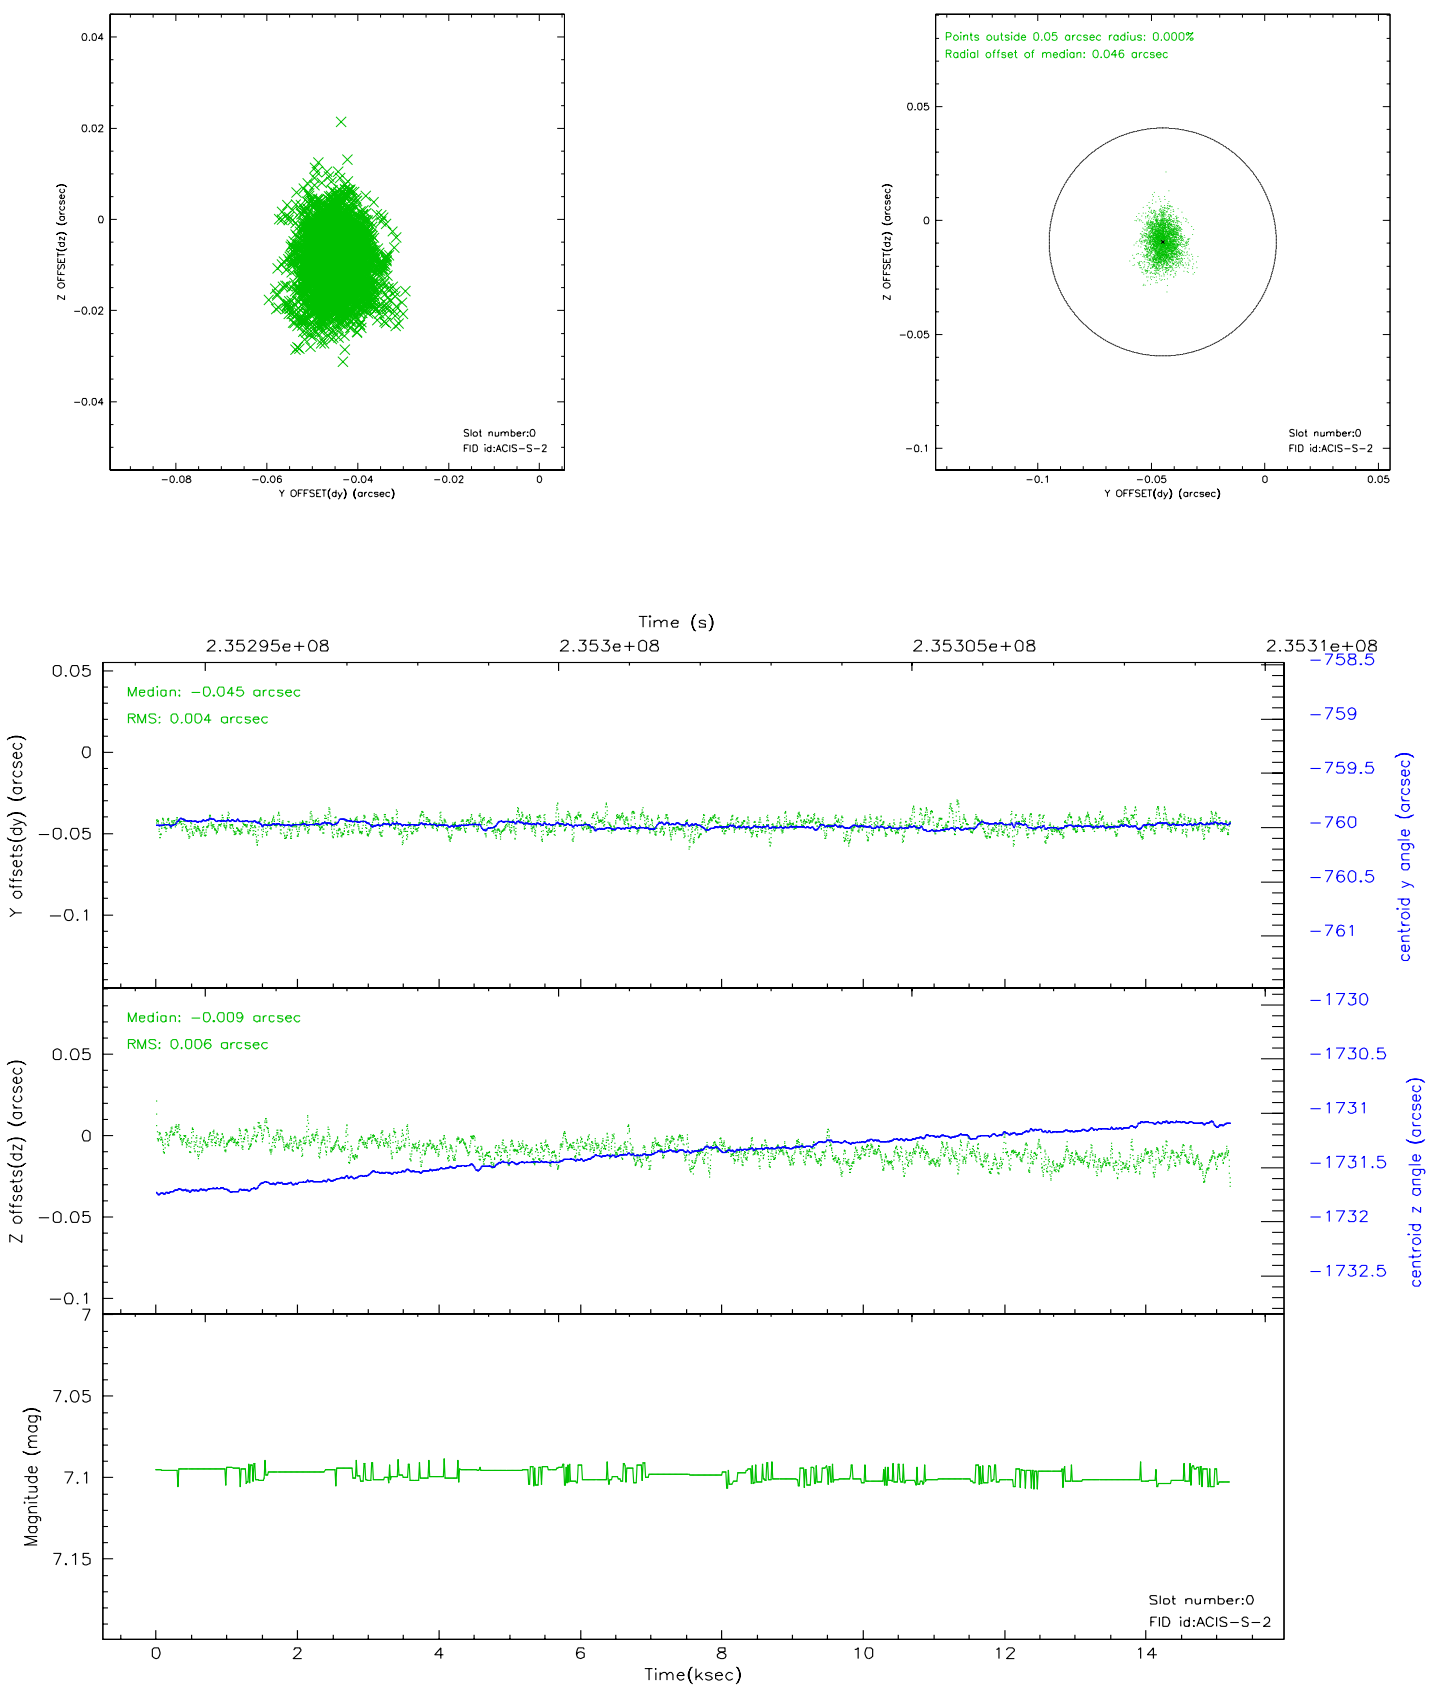 0.04
0.02
0
−0.02
−0.04
−0.08
−0.06
−0.04
−0.02
0
Z OFFSET(dz) (arcsec)
Y OFFSET(dy) (arcsec)
Slot number:0
FID id:ACIS−S−2
Points outside 0.05 arcsec radius: 0.000%
Radial offset of median: 0.046 arcsec
0.05
0
−0.05
−0.1
−0.1
−0.05
0
0.05
Z OFFSET(dz) (arcsec)
Y OFFSET(dy) (arcsec)
Slot number:0
FID id:ACIS−S−2
Time (s)
2.35295e+08
2.353e+08
2.35305e+08
2.3531e+08
0.05
0
−0.05
−0.1
Y offsets(dy) (arcsec)
Median: −0.045 arcsec
RMS: 0.004 arcsec
−758.5
−759
−759.5
−760
−760.5
−761
centroid y angle (arcsec)
0.05
0
−0.05
−0.1
Z offsets(dz) (arcsec)
Median: −0.009 arcsec
RMS: 0.006 arcsec
−1730
−1730.5
−1731
−1731.5
−1732
−1732.5
centroid z angle (arcsec)
7
7.05
7.1
7.15
Magnitude (mag)
Slot number:0
FID id:ACIS−S−2
0
2
4
6
8
10
12
14
Time(ksec)